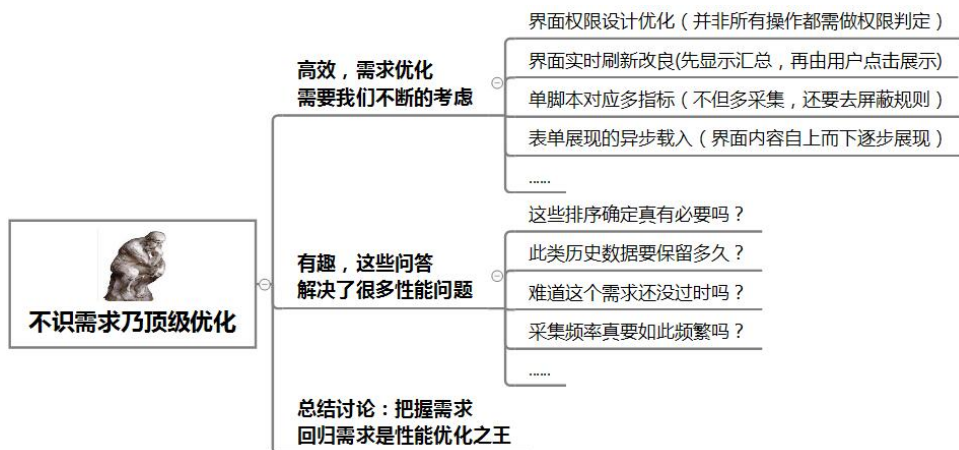 界面权限设计优化（并非所有操作都需做权限判定）
高效，需求优化
需要我们不断的考虑
界面实时刷新改良(先显示汇总，再由用户点击展示)
单脚本对应多指标（不但多采集，还要去屏蔽规则）
表单展现的异步载入（界面内容自上而下逐步展现）
......
不识需求乃顶级优化
有趣，这些问答
解决了很多性能问题
这些排序确定真有必要吗？
此类历史数据要保留多久？
难道这个需求还没过时吗？
采集频率真要如此频繁吗？
......
总结讨论：把握需求
回归需求是性能优化之王